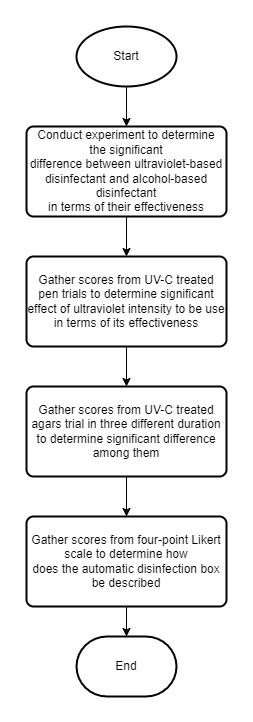 Start
Conduct experiment to determine
the significant
difference between ultraviolet-based
disinfectant and alcohol-based
disinfectant
in terms of their effectiveness
Gather scores from UV-C treated
pen trials to determine significant
effect of ultraviolet intensity to be use
in terms of its effectiveness
Gather scores from UV-C treated
agars trial in three different duration
to determine significant difference
among them
Gather scores from four-point Likert
scale to determine how
does the automatic disinfection box
be described
End